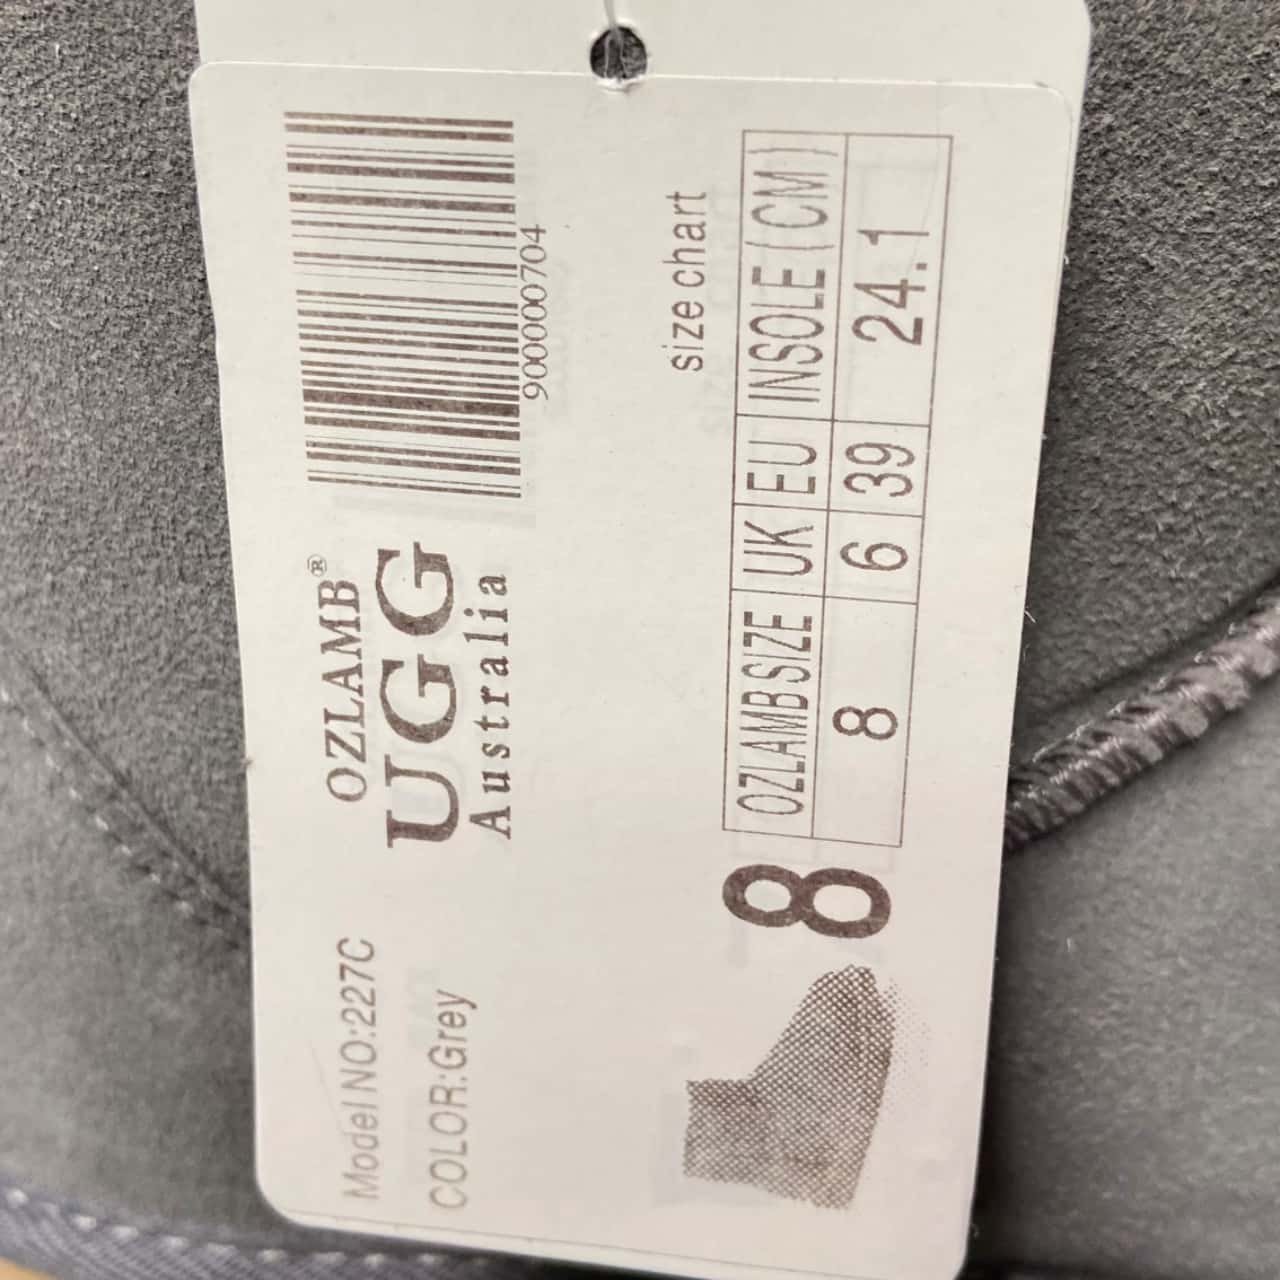 Model NO:227C
COLOR:Grey
OZLAMB®
UGG
Australia
900000704
size chart
8
OZLAMB SIZE UK EU INSOLE ( CM )
8 6 39 24.1